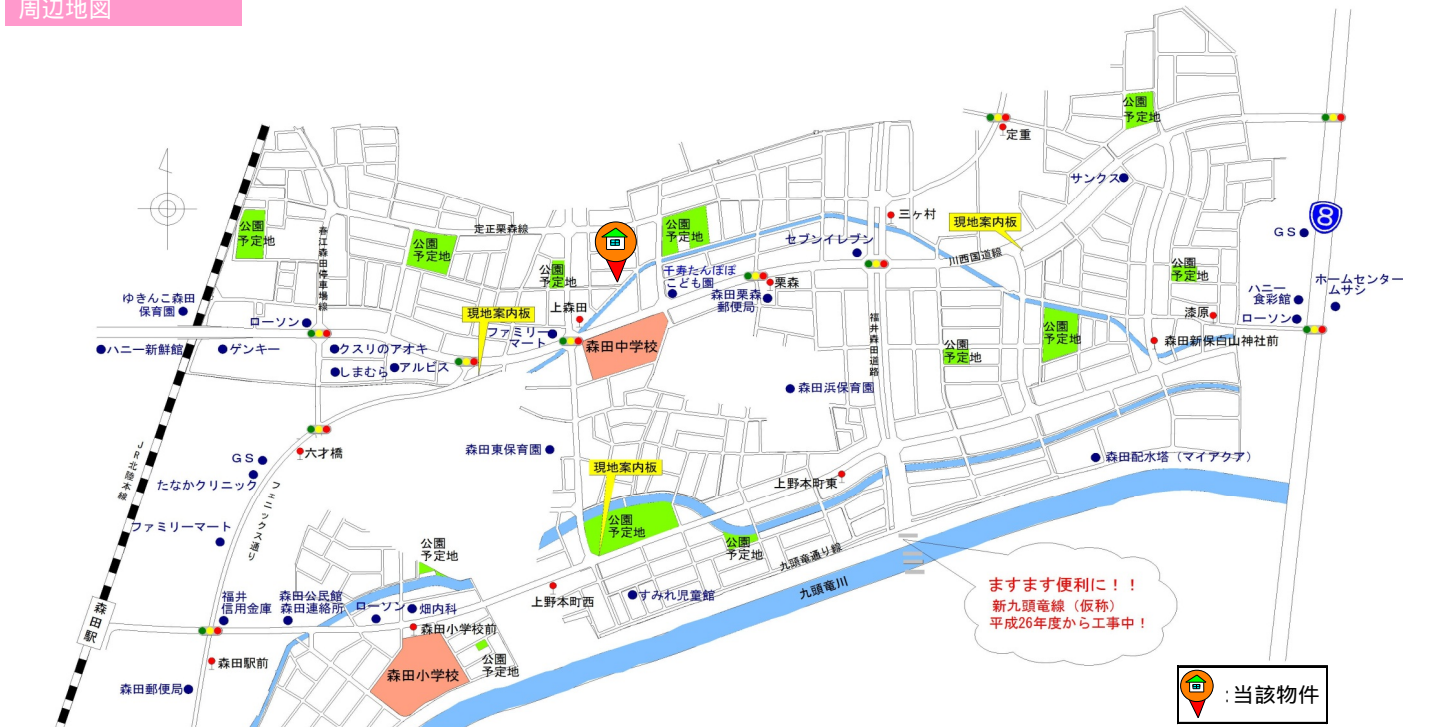 周辺地図
公園
予定地
定重
サンクス
8
GS
公園
予定地
春江森田停車場線
定正栗森線
公園
予定地
公園
予定地
公園
予定地
三ヶ村
現地案内板
セブンイレブン
川西国道線
公園
予定地
ホームセンター
ムサシ
ゆきんこ森田
保育園
ローソン
現地案内板
上森田
千寿たんぽぽ
こども園
栗森
森田栗森
郵便局
ハニー
食彩館
ローソン
漆原
ファミリー
マート
森田中学校
福井森田道路
公園
予定地
公園
予定地
森田新保白山神社前
ハニー新鮮館
ゲンキー
クスリのアオキ
しまむら
アルビス
森田浜保育園
JR北陸本線
六才橋
GS
たなかクリニック
フェニックス通り
森田東保育園
現地案内板
上野本町東
森田配水塔(マイアクア)
ファミリーマート
公園
予定地
公園
予定地
公園
予定地
九頭竜通り線
九頭竜川
ますます便利に!!
新九頭竜線(仮称)
平成26年度から工事中!
森田駅
福井
信用金庫
森田公民館
森田連絡所
ローソン
畑内科
上野本町西
すみれ児童館
森田小学校前
森田駅前
森田小学校
公園
予定地
森田郵便局
:当該物件